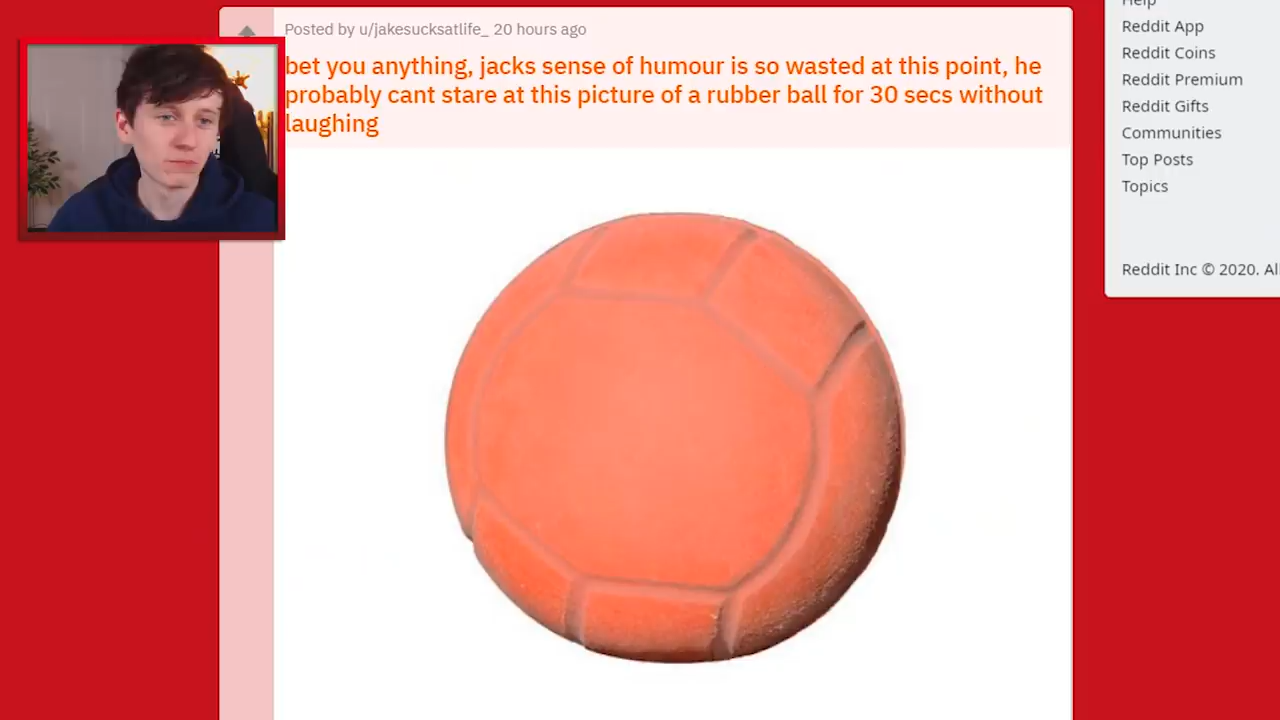 Posted by u/jakesucksatlife_ 20 hours ago
bet you anything, jacks sense of humour is so wasted at this point, he
probably cant stare at this picture of a rubber ball for 30 secs without
laughing
Help
Reddit App
Reddit Coins
Reddit Premium
Reddit Gifts
Communities
Top Posts
Topics
Reddit Inc © 2020. All